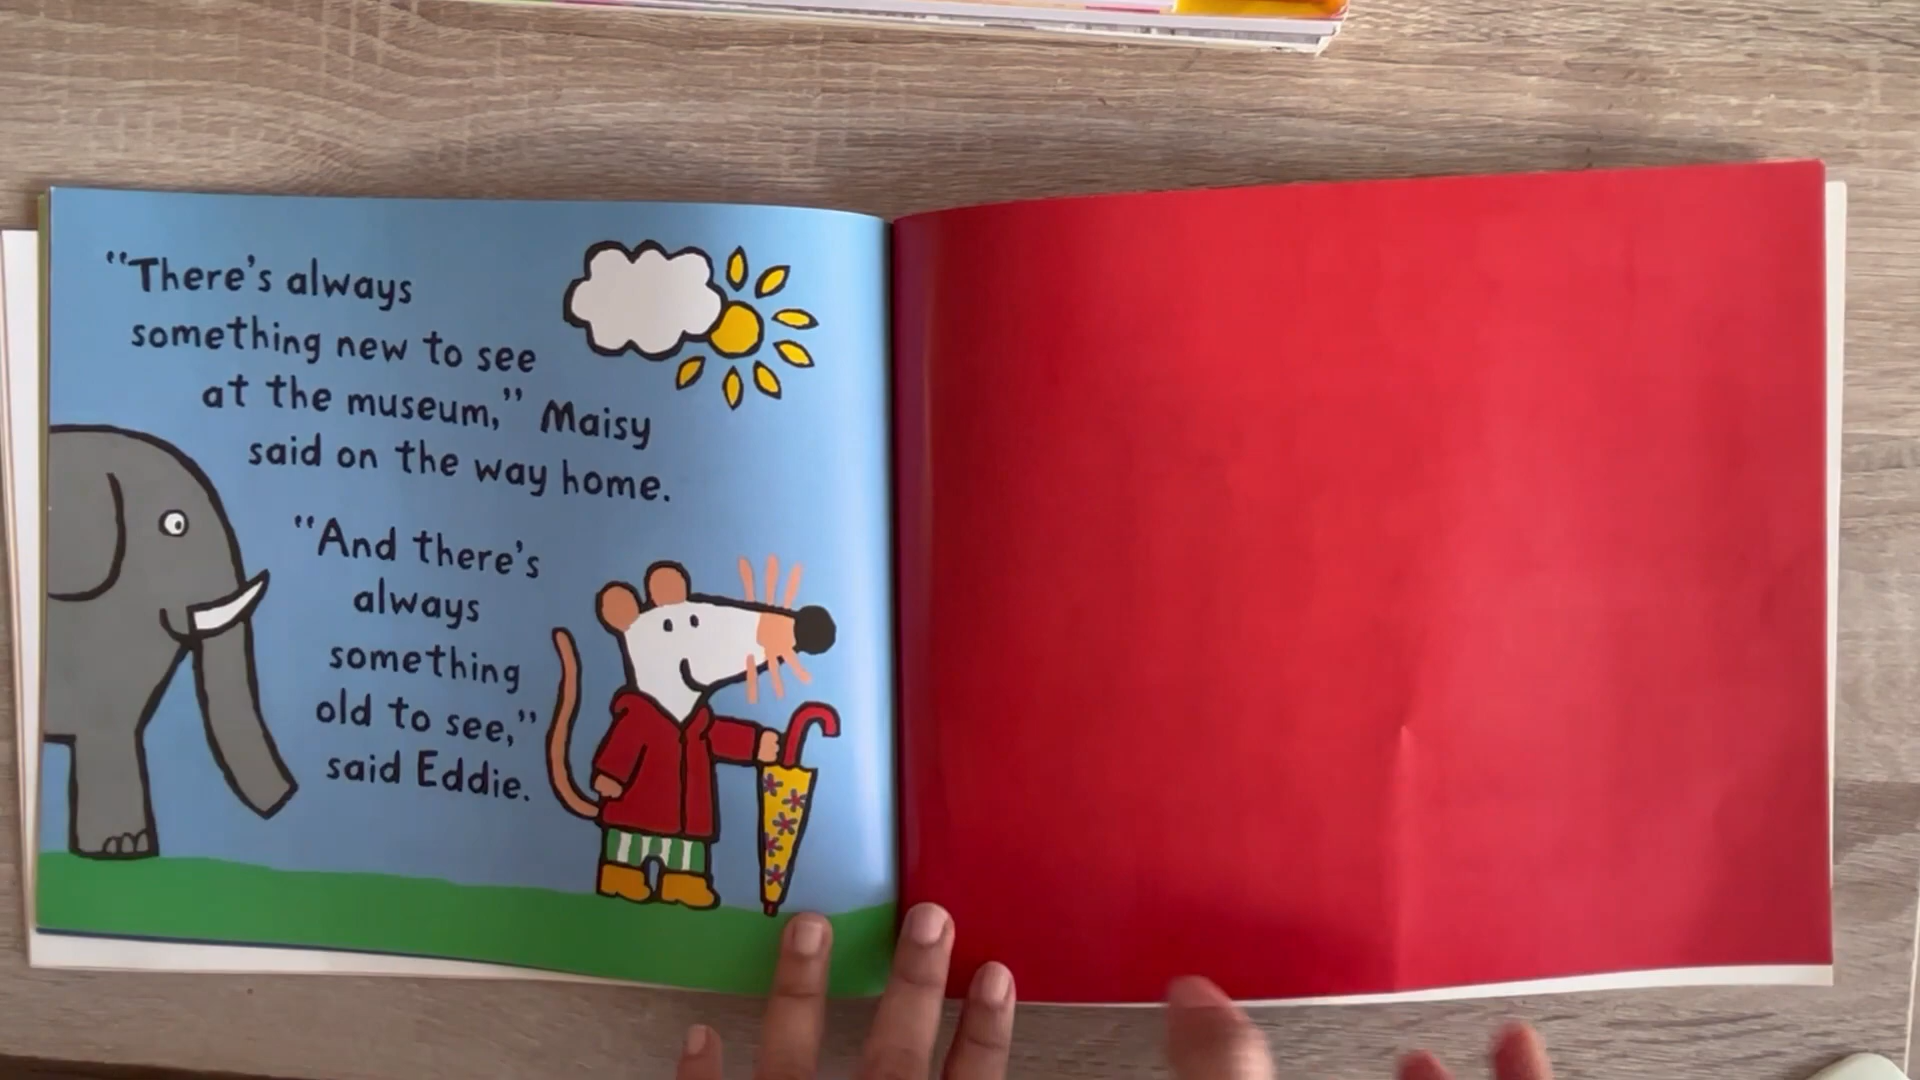 “There’s always
something new to see
at the museum,” Maisy
said on the way home.
“And there’s
always
something
old to see,”
said Eddie.